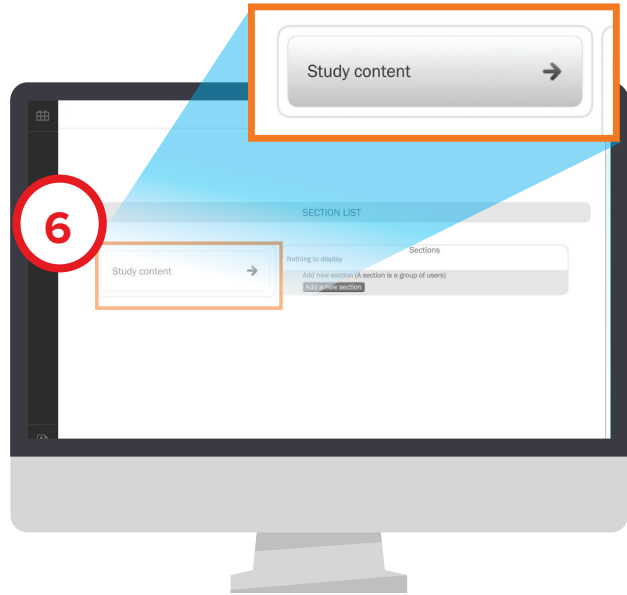 Study content
6
SECTION LIST
Study content
Sections
Nothing to display
Add new section (A section is a group of users)
Add a new section